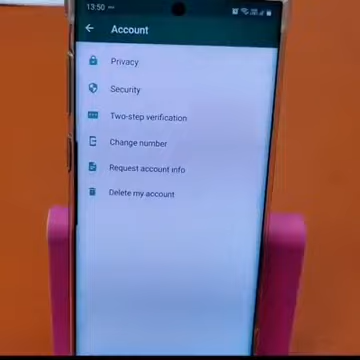 13:50
Account
Privacy
Security
Two-step verification
Change number
Request account info
Delete my account